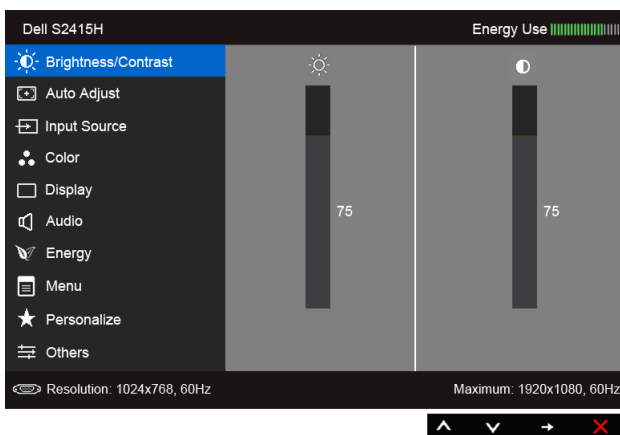 Dell S2415H
Energy Use
Brightness/Contrast
Auto Adjust
Input Source
Color
Display
Audio
Energy
Menu
Personalize
Others
75
75
Resolution: 1024x768, 60Hz
Maximum: 1920x1080, 60Hz